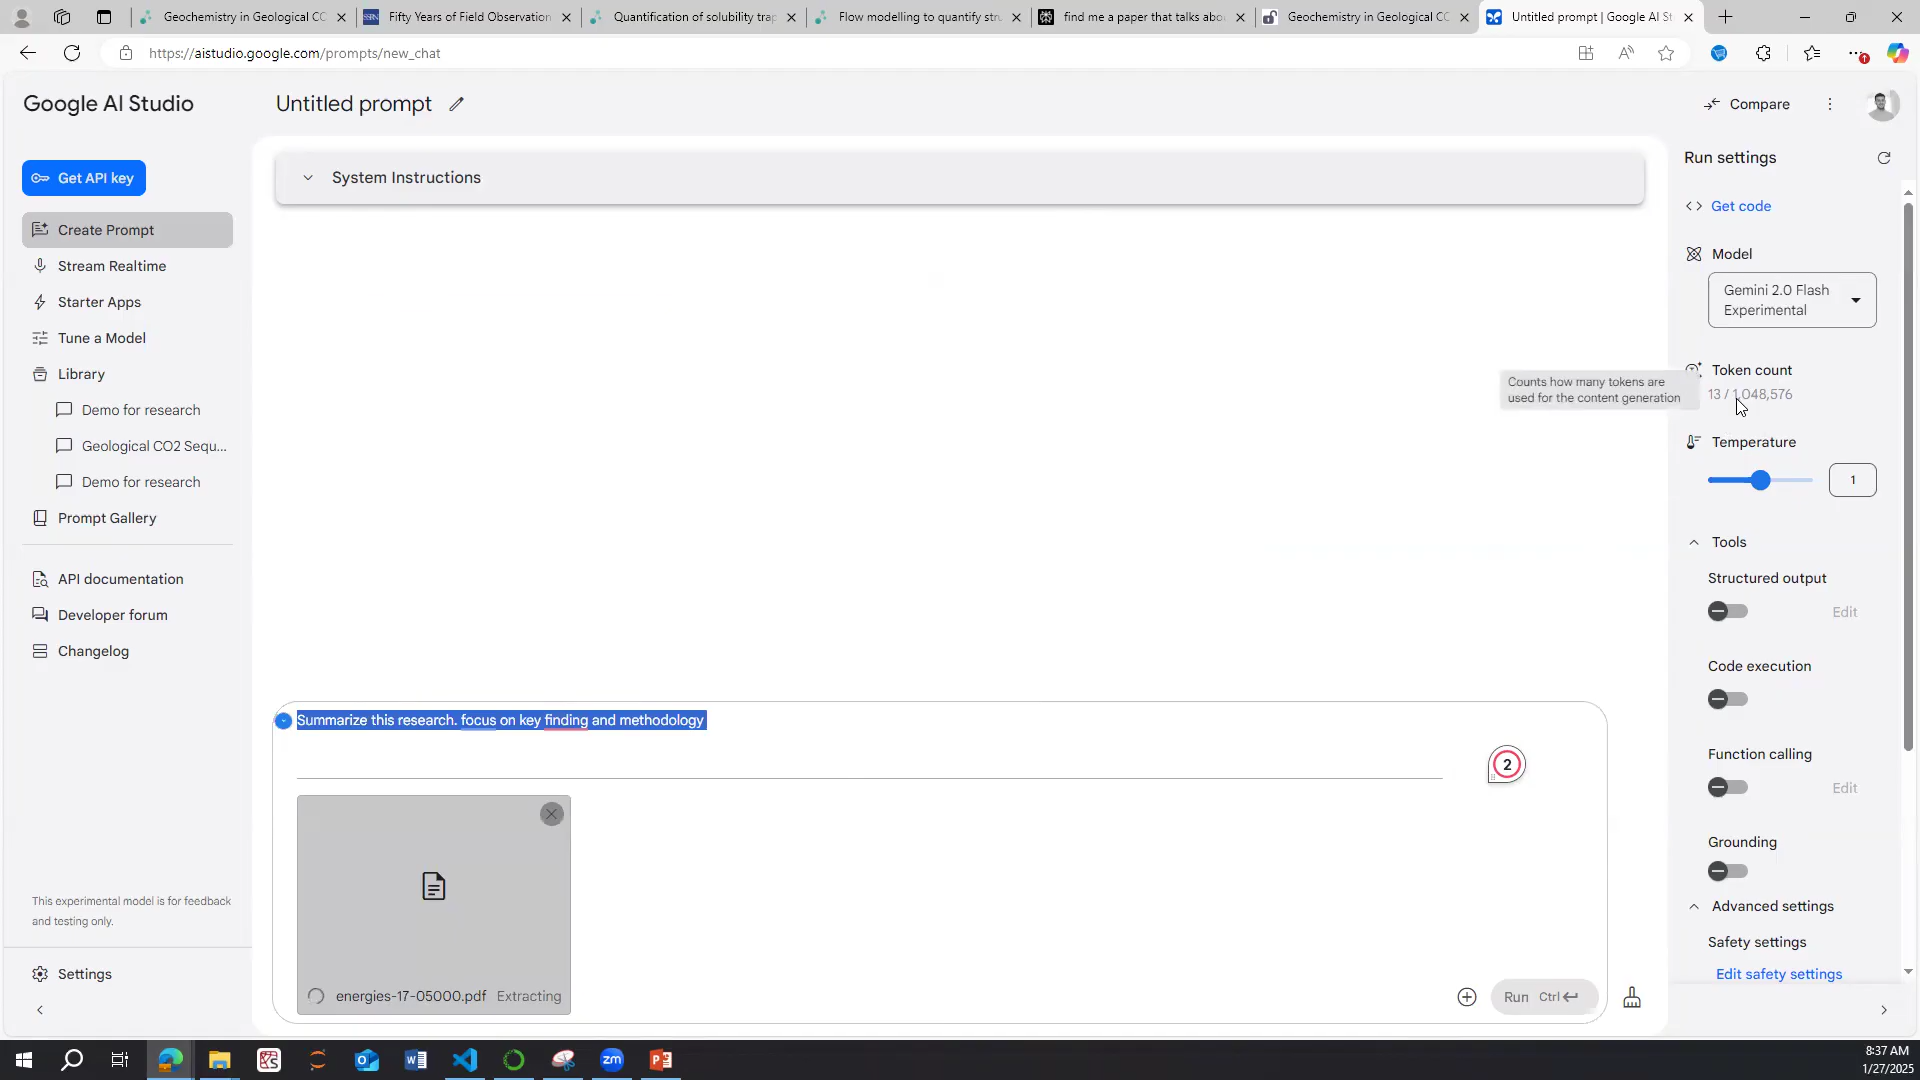 Geochemistry in Geological CC
Fifty Years of Field Observation
Quantification of solubility trap
Flow modelling to quantify stru
find me a paper that talks abou
Geochemistry in Geological CC
Untitled prompt | Google AI St
https://aistudio.google.com/prompts/new_chat
Google AI Studio
Untitled prompt
Compare
Get API key
Create Prompt
Stream Realtime
Starter Apps
Tune a Model
Library
Demo for research
Geological CO2 Sequ...
Demo for research
Prompt Gallery
API documentation
Developer forum
Changelog
This experimental model is for feedback
and testing only.
Settings
System Instructions
Summarize this research. focus on key finding and methodology
2
energies-17-05000.pdf Extracting
Run Ctrl
Run settings
Get code
Model
Gemini 2.0 Flash
Experimental
Token count
13 / 1,048,576
Counts how many tokens are
used for the content generation
Temperature
1
Tools
Structured output
Edit
Code execution
Function calling
Edit
Grounding
Advanced settings
Safety settings
Edit safety settings
8:37 AM
1/27/2025